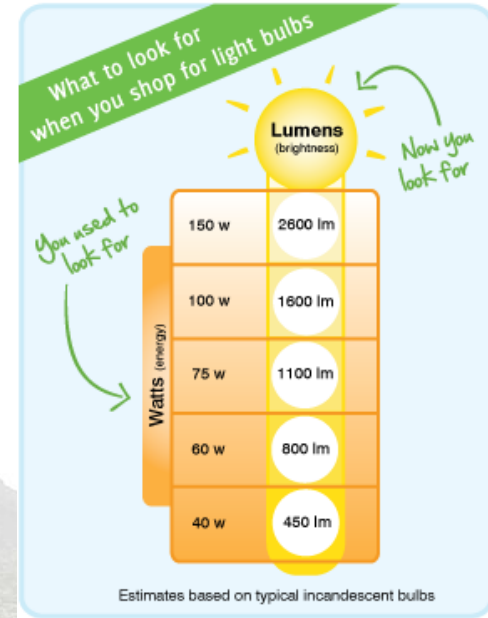 What to look for
when you shop for light bulbs
Lumens
(brightness)
Now you
look for
You used to
look for
Watts (energy)
150 w 2600 lm
100 w 1600 lm
75 w 1100 lm
60 w 800 lm
40 w 450 lm
Estimates based on typical incandescent bulbs